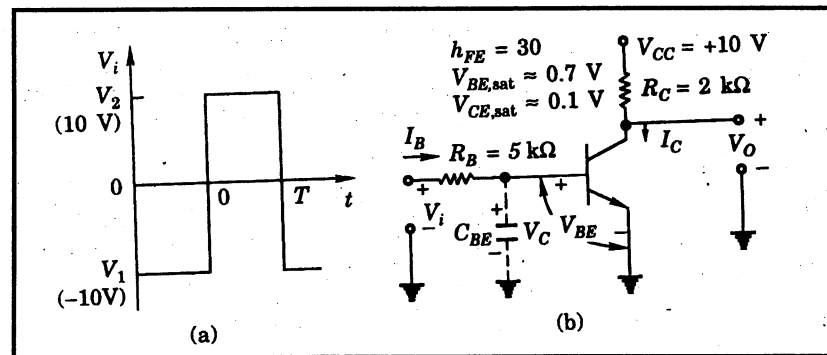 V_i
V_2
(10 V)
0
0
T
t
V_1
(−10V)
(a)
h_FE = 30
V_BE,sat ≈ 0.7 V
V_CE,sat ≈ 0.1 V
V_CC = +10 V
R_C = 2 kΩ
I_B
R_B = 5 kΩ
I_C
+
V_O
−
+
V_i
−
+
C_BE
V_C
−
+
V_BE
−
(b)